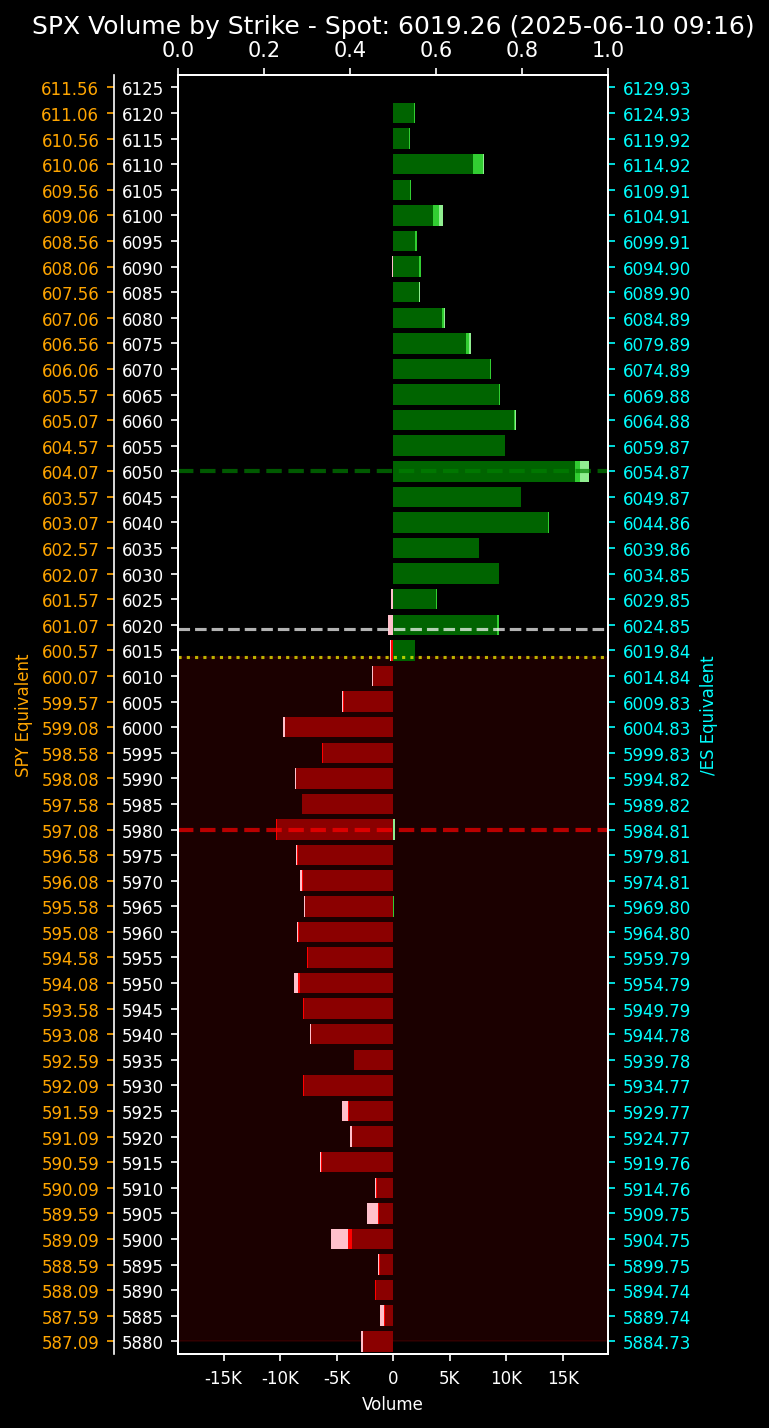 SPX Volume by Strike - Spot: 6019.26 (2025-06-10 09:16)
0.0 0.2 0.4 0.6 0.8 1.0
611.56 6125 6129.93
611.06 6120 6124.93
610.56 6115 6119.92
610.06 6110 6114.92
609.56 6105 6109.91
609.06 6100 6104.91
608.56 6095 6099.91
608.06 6090 6094.90
607.56 6085 6089.90
607.06 6080 6084.89
606.56 6075 6079.89
606.06 6070 6074.89
605.57 6065 6069.88
605.07 6060 6064.88
604.57 6055 6059.87
604.07 6050 6054.87
603.57 6045 6049.87
603.07 6040 6044.86
602.57 6035 6039.86
602.07 6030 6034.85
601.57 6025 6029.85
601.07 6020 6024.85
600.57 6015 6019.84
600.07 6010 6014.84
599.57 6005 6009.83
599.08 6000 6004.83
598.58 5995 5999.83
598.08 5990 5994.82
597.58 5985 5989.82
597.08 5980 5984.81
596.58 5975 5979.81
596.08 5970 5974.81
595.58 5965 5969.80
595.08 5960 5964.80
594.58 5955 5959.79
594.08 5950 5954.79
593.58 5945 5949.79
593.08 5940 5944.78
592.59 5935 5939.78
592.09 5930 5934.77
591.59 5925 5929.77
591.09 5920 5924.77
590.59 5915 5919.76
590.09 5910 5914.76
589.59 5905 5909.75
589.09 5900 5904.75
588.59 5895 5899.75
588.09 5890 5894.74
587.59 5885 5889.74
587.09 5880 5884.73
SPY Equivalent
/ES Equivalent
-15K -10K -5K 0 5K 10K 15K
Volume